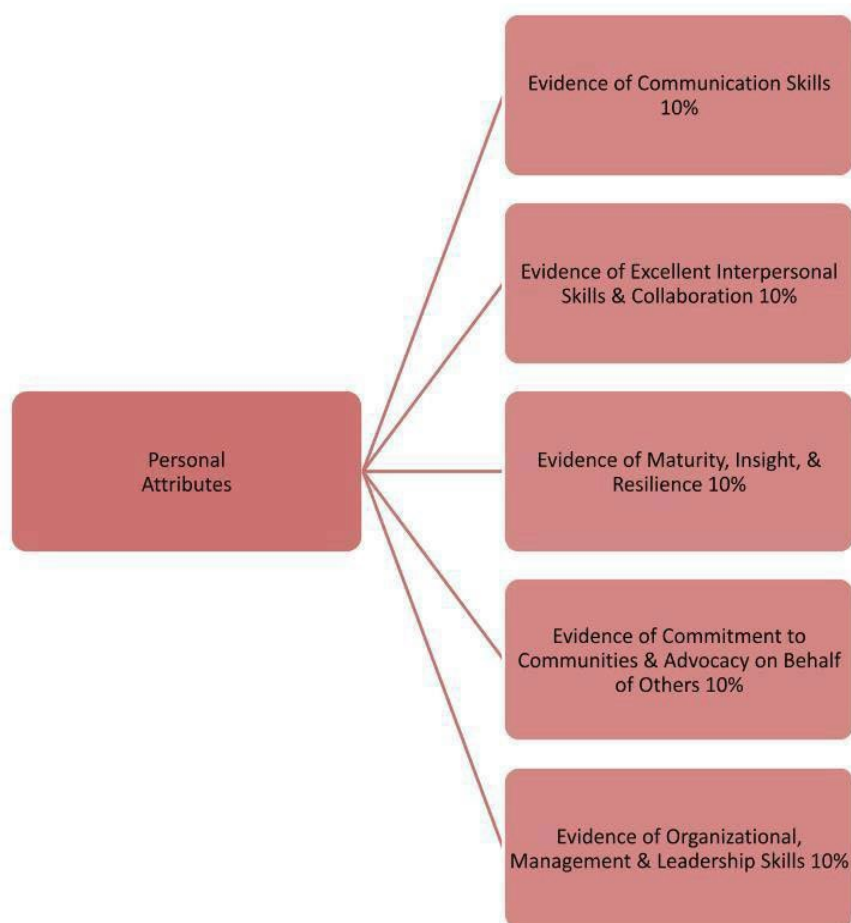 Evidence of Communication Skills
10%
Evidence of Excellent Interpersonal
Skills & Collaboration 10%
Personal
Attributes
Evidence of Maturity, Insight, &
Resilience 10%
Evidence of Commitment to
Communities & Advocacy on Behalf
of Others 10%
Evidence of Organizational,
Management & Leadership Skills 10%